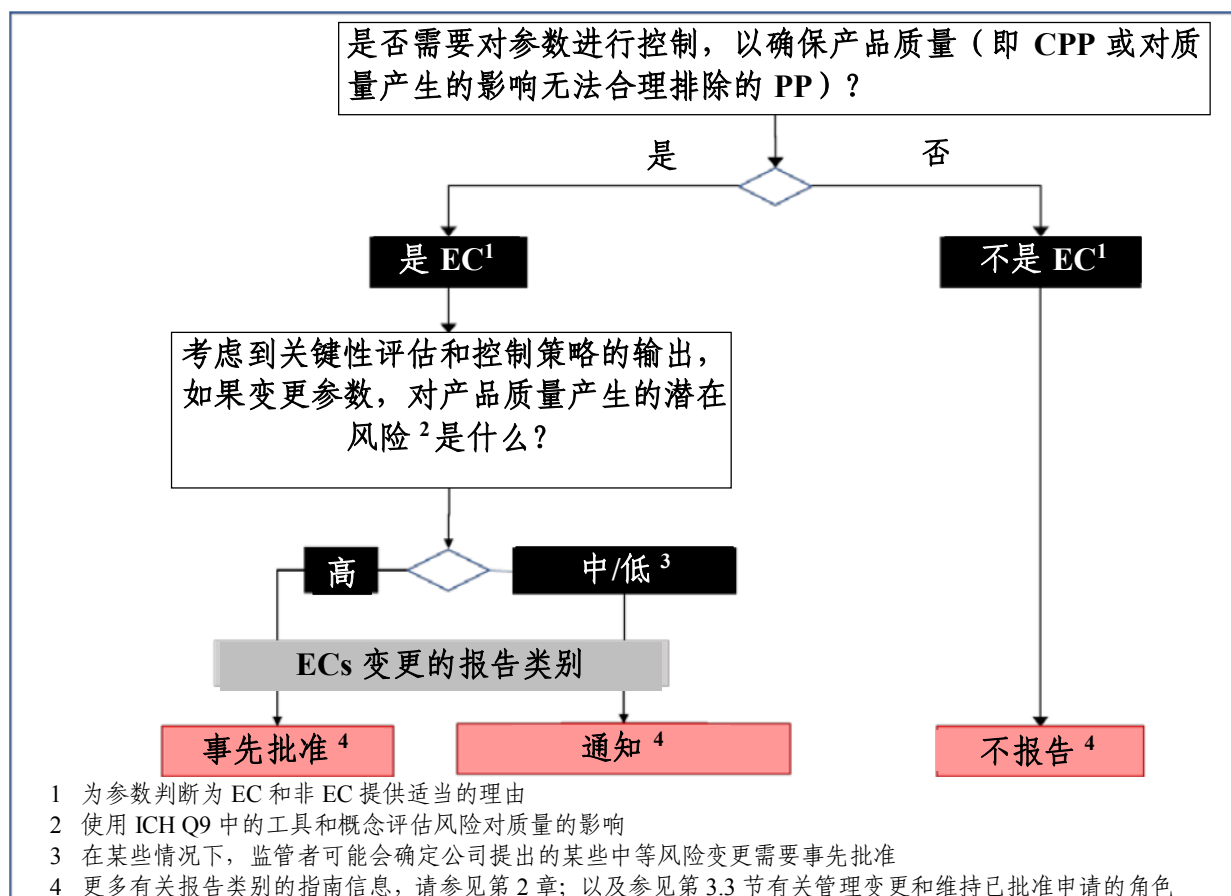 是否需要对参数进行控制，以确保产品质量（即 CPP 或对质
量产生的影响无法合理排除的 PP）？
是
否
是 EC¹
不是 EC¹
考虑到关键性评估和控制策略的输出，
如果变更参数，对产品质量产生的潜在
风险 ² 是什么？
高
中/低 ³
ECs 变更的报告类别
事先批准 ⁴
通知 ⁴
不报告 ⁴
1 为参数判断为 EC 和非 EC 提供适当的理由
2 使用 ICH Q9 中的工具和概念评估风险对质量的影响
3 在某些情况下，监管者可能会确定公司提出的某些中等风险变更需要事先批准
4 更多有关报告类别的指南信息，请参见第 2 章；以及参见第 3.3 节有关管理变更和维持已批准申请的角色